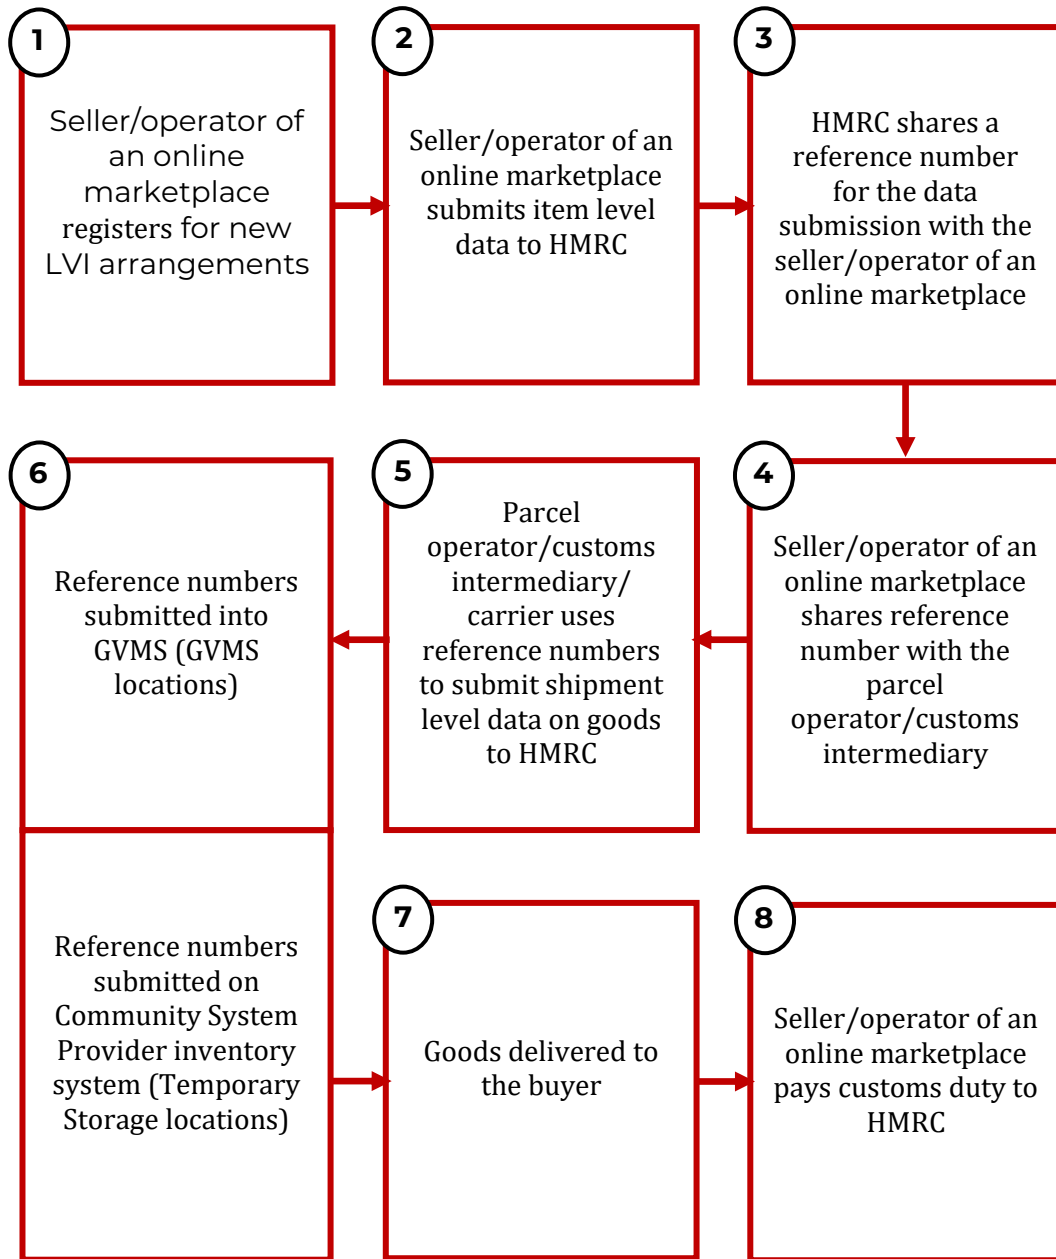 1
Seller/operator of
an online
marketplace
registers for new
LVI arrangements
2
Seller/operator of an
online marketplace
submits item level
data to HMRC
3
HMRC shares a
reference number
for the data
submission with the
seller/operator of an
online marketplace
4
Seller/operator of an
online marketplace
shares reference
number with the
parcel
operator/customs
intermediary
5
Parcel
operator/customs
intermediary/
carrier uses
reference numbers
to submit shipment
level data on goods
to HMRC
6
Reference numbers
submitted into
GVMS (GVMS
locations)
Reference numbers
submitted on
Community System
Provider inventory
system (Temporary
Storage locations)
7
Goods delivered to
the buyer
8
Seller/operator of an
online marketplace
pays customs duty to
HMRC